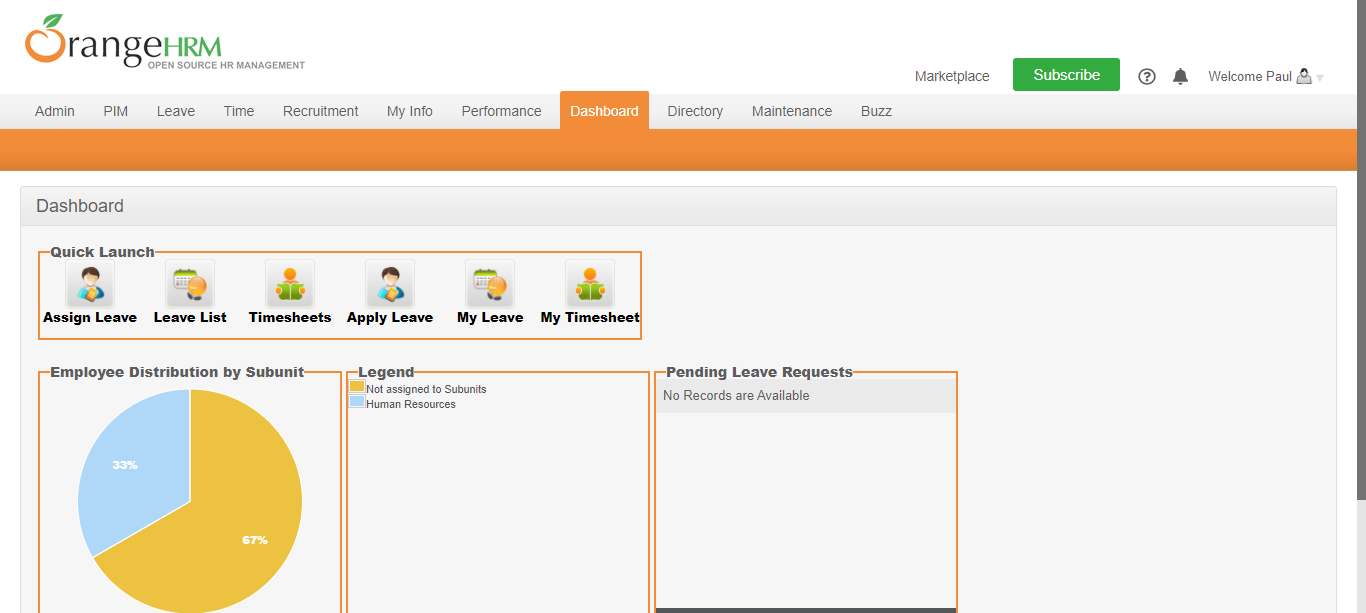 OrangeHRM
OPEN SOURCE HR MANAGEMENT
Marketplace Subscribe Welcome Paul
Admin PIM Leave Time Recruitment My Info Performance Dashboard Directory Maintenance Buzz
Dashboard
Quick Launch
Assign Leave Leave List Timesheets Apply Leave My Leave My Timesheet
Employee Distribution by Subunit
33%
67%
Legend
Not assigned to Subunits
Human Resources
Pending Leave Requests
No Records are Available